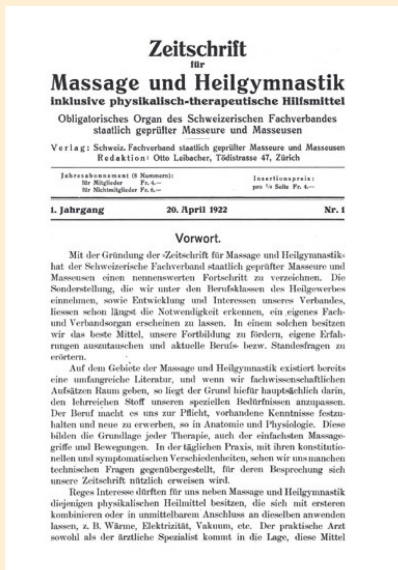 Zeitschrift
für
Massage und Heilgymnastik
inklusive physikalisch-therapeutische Hilfsmittel
Obligatorisches Organ des Schweizerischen Fachverbandes
staatlich geprüfter Masseure und Masseusen
Verlag: Schweiz. Fachverband staatlich geprüfter Masseure und Masseusen
Redaktion: Otto Leibacher, Tödistrasse 47, Zürich
Jahresabonnement (8 Nummern):
für Mitglieder Fr. 4.—
für Nichtmitglieder Fr. 6.—
Insertionspreis:
pro ¼ Seite Fr. 4.—
1. Jahrgang 20. April 1922 Nr. 1
Vorwort.
Mit der Gründung der «Zeitschrift für Massage und Heilgymnastik»
hat der Schweizerische Fachverband staatlich geprüfter Masseure und
Masseusen einen nennenswerten Fortschritt zu verzeichnen. Die
Sonderstellung, die wir unter den Berufsklassen des Heilgewerbes
einnehmen, sowie Entwicklung und Interessen unseres Verbandes,
liessen schon längst die Notwendigkeit erkennen, ein eigenes Fach-
und Verbandsorgan erscheinen zu lassen. In einem solchen besitzen
wir das beste Mittel, unsere Fortbildung zu fördern, eigene Erfah-
rungen auszutauschen und aktuelle Berufs- bezw. Standesfragen zu
erörtern.
Auf dem Gebiete der Massage und Heilgymnastik existiert bereits
eine umfangreiche Literatur, und wenn wir fachwissenschaftlichen
Aufsätzen Raum geben, so liegt der Grund hiefür hauptsächlich darin,
den lehrreichen Stoff unseren speziellen Bedürfnissen anzupassen.
Der Beruf macht es uns zur Pflicht, vorhandene Kenntnisse festzu-
halten und neue zu erwerben, so in Anatomie und Physiologie. Diese
bilden die Grundlage jeder Therapie, auch der einfachsten Massage-
griffe und Bewegungen. In der täglichen Praxis, mit ihren konstitutio-
nellen und symptomatischen Verschiedenheiten, sehen wir uns manchen
technischen Fragen gegenübergestellt, für deren Besprechung sich
unsere Zeitschrift nützlich erweisen wird.
Reges Interesse dürften für uns neben Massage und Heilgymnastik
diejenigen physikalischen Heilmittel besitzen, die sich mit ersteren
kombinieren oder in unmittelbarem Anschluss an dieselben anwenden
lassen, z. B. Wärme, Elektrizität, Vakuum, etc. Der praktische Arzt
sowohl als der ärztliche Spezialist kommt in die Lage, diese Mittel